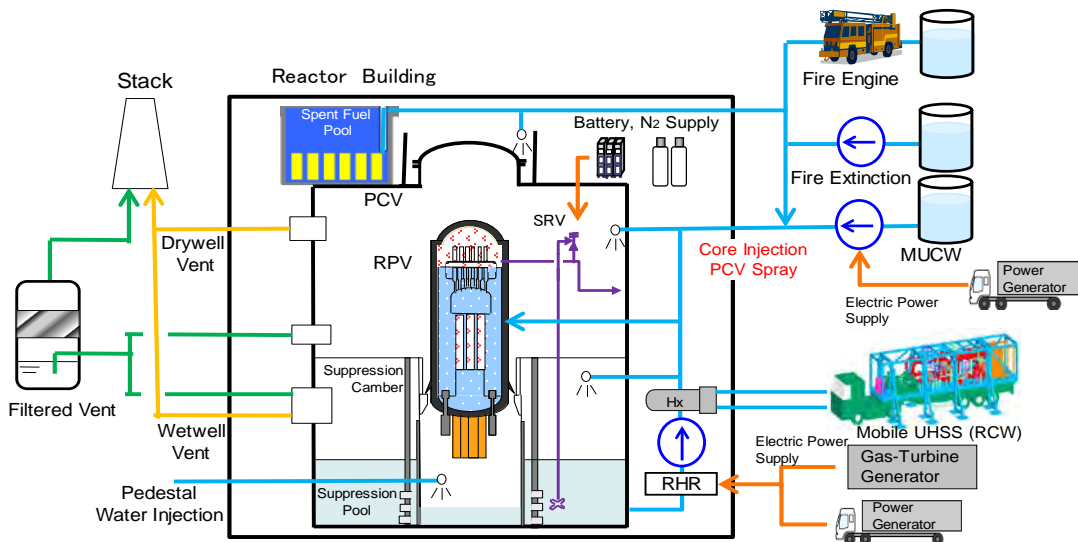 Reactor Building
Stack
Spent Fuel
Pool
Battery, N2 Supply
Fire Engine
Fire Extinction
PCV
SRV
Drywell
Vent
RPV
Core Injection
PCV Spray
MUCW
Power
Generator
Electric Power
Supply
Suppression
Camber
Filtered Vent
Hx
Mobile UHSS (RCW)
Wetwell
Vent
Electric Power
Supply
Gas-Turbine
Generator
Pedestal
Water Injection
Suppression
Pool
RHR
Power
Generator